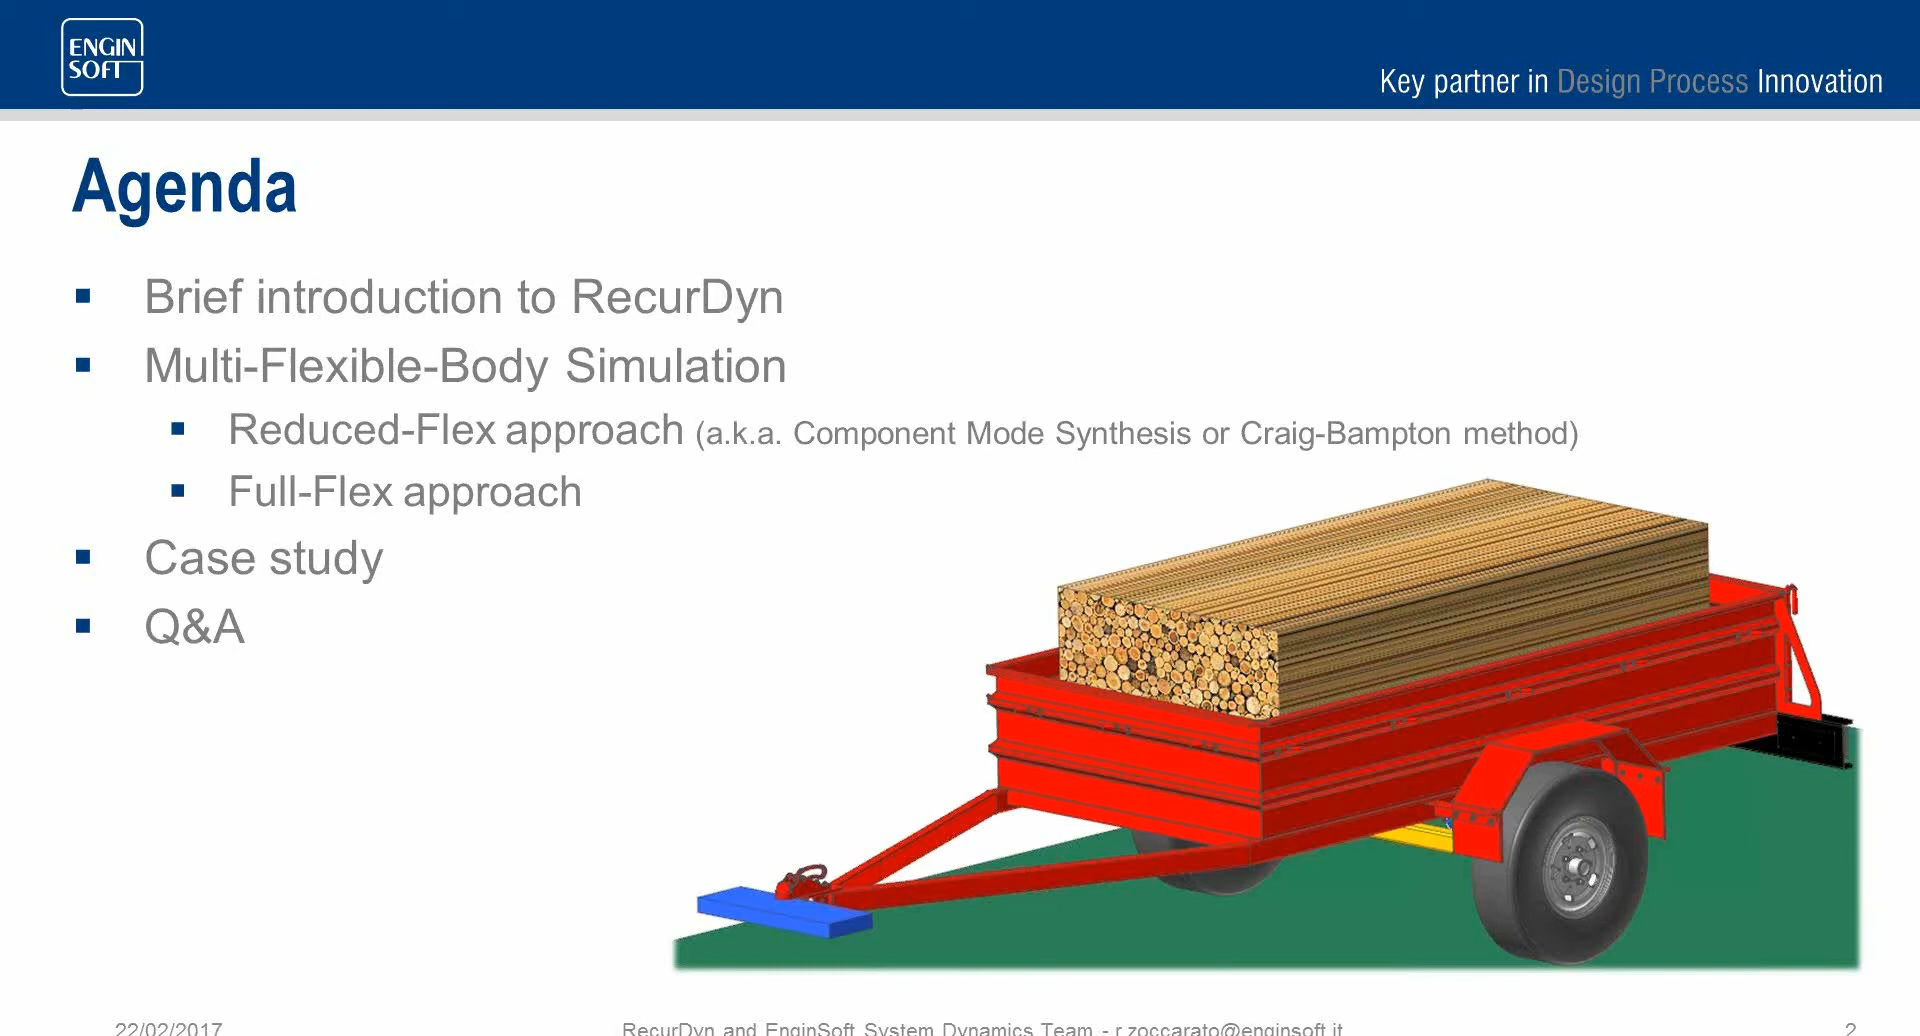 ENGIN
SOFT
Key partner in Design Process Innovation
Agenda
Brief introduction to RecurDyn
Multi-Flexible-Body Simulation
Reduced-Flex approach (a.k.a. Component Mode Synthesis or Craig-Bampton method)
Full-Flex approach
Case study
Q&A
22/02/2017
RecurDyn and EnginSoft System Dynamics Team - r.zoccarato@enginsoft.it
2